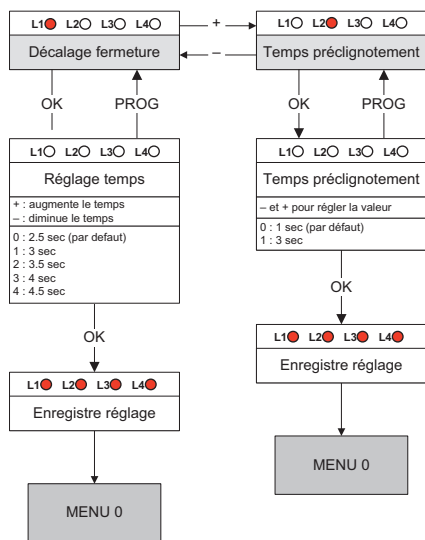 L1 L2 L3 L4
Décalage fermeture
+
–
L1 L2 L3 L4
Temps préclignotement
OK
PROG
OK
PROG
L1 L2 L3 L4
Réglage temps
+ : augmente le temps
– : diminue le temps
0 : 2.5 sec (par defaut)
1 : 3 sec
2 : 3.5 sec
3 : 4 sec
4 : 4.5 sec
OK
L1 L2 L3 L4
Enregistre réglage
MENU 0
L1 L2 L3 L4
Temps préclignotement
– et + pour régler la valeur
0 : 1 sec (par défaut)
1 : 3 sec
OK
L1 L2 L3 L4
Enregistre réglage
MENU 0